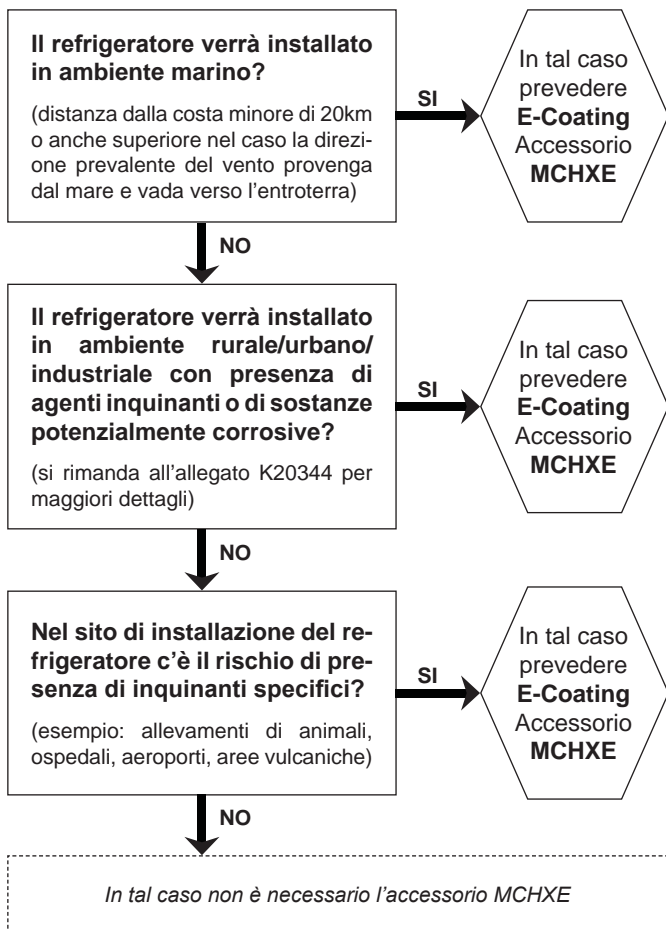 Il refrigeratore verrà installato
in ambiente marino?
(distanza dalla costa minore di 20km
o anche superiore nel caso la direzi-
one prevalente del vento provenga
dal mare e vada verso l'entroterra)
SI
In tal caso
prevedere
E-Coating
Accessorio
MCHXE
NO
Il refrigeratore verrà installato
in ambiente rurale/urbano/
industriale con presenza di
agenti inquinanti o di sostanze
potenzialmente corrosive?
(si rimanda all'allegato K20344 per
maggiori dettagli)
SI
In tal caso
prevedere
E-Coating
Accessorio
MCHXE
NO
Nel sito di installazione del re-
frigeratore c'è il rischio di pre-
senza di inquinanti specifici?
(esempio: allevamenti di animali,
ospedali, aeroporti, aree vulcaniche)
SI
In tal caso
prevedere
E-Coating
Accessorio
MCHXE
NO
In tal caso non è necessario l'accessorio MCHXE